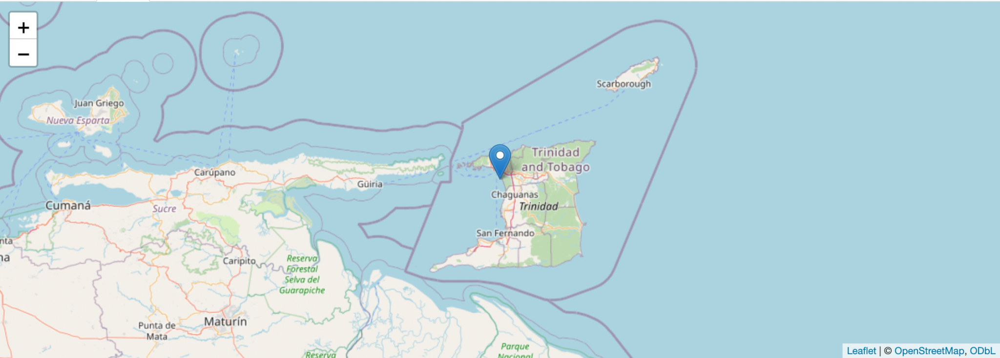 +
−
Scarborough
Juan Griego
Nueva Esparta
Trinidad
and Tobago
Carúpano
Güiria
Chaguanas
Cumaná
Sucre
Trinidad
San Fernando
nta
na
Caripito
Reserva
Forestal
Selva del
Guarapiche
Maturín
Punta de
Mata
Reserva
Parque
Nacional
Leaflet | © OpenStreetMap, ODbL